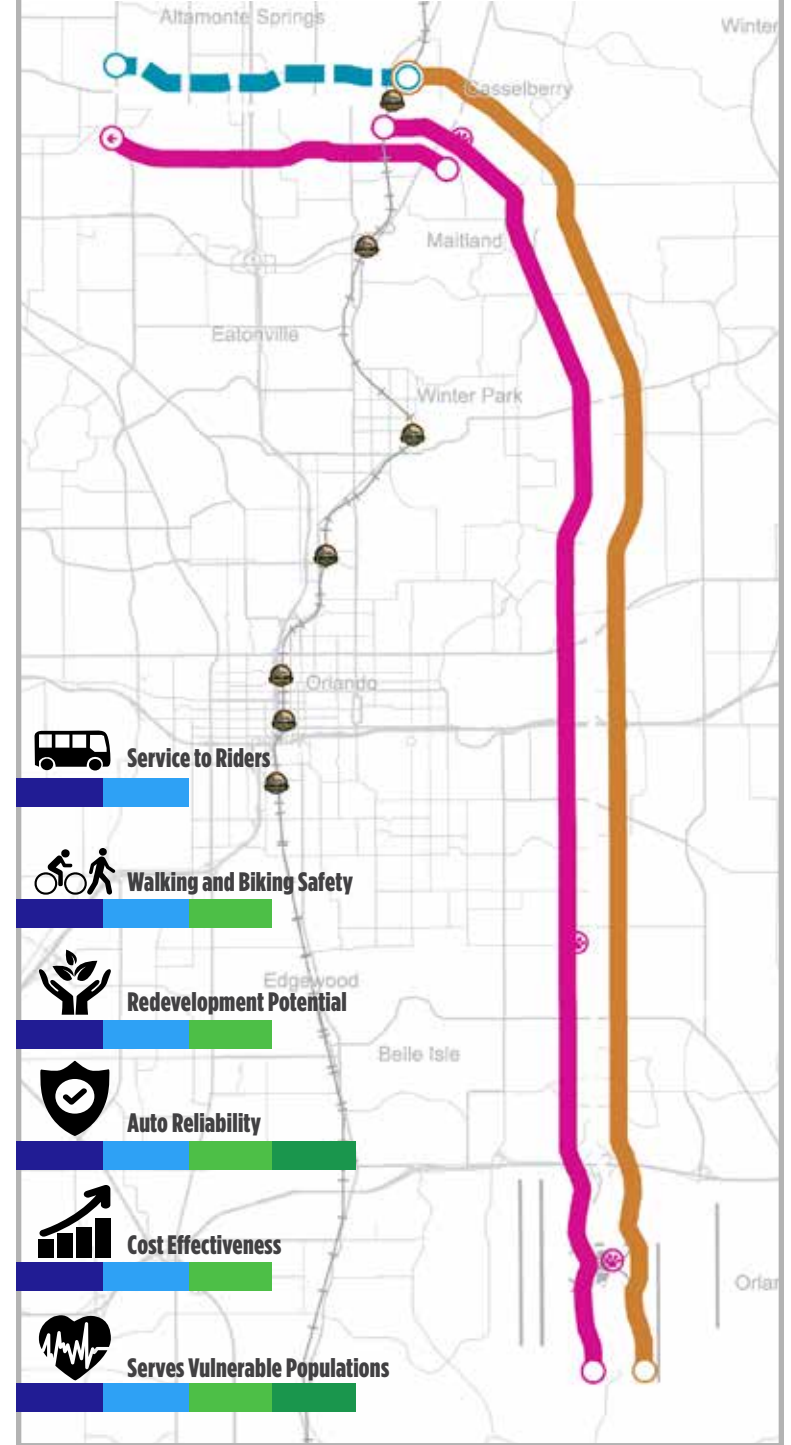 Altamonte Springs
Winter
Casselberry
Maitland
Eatonville
Winter Park
Orlando
Service to Riders
Walking and Biking Safety
Edgewood
Redevelopment Potential
Belle Isle
Auto Reliability
Cost Effectiveness
Orlan
Serves Vulnerable Populations